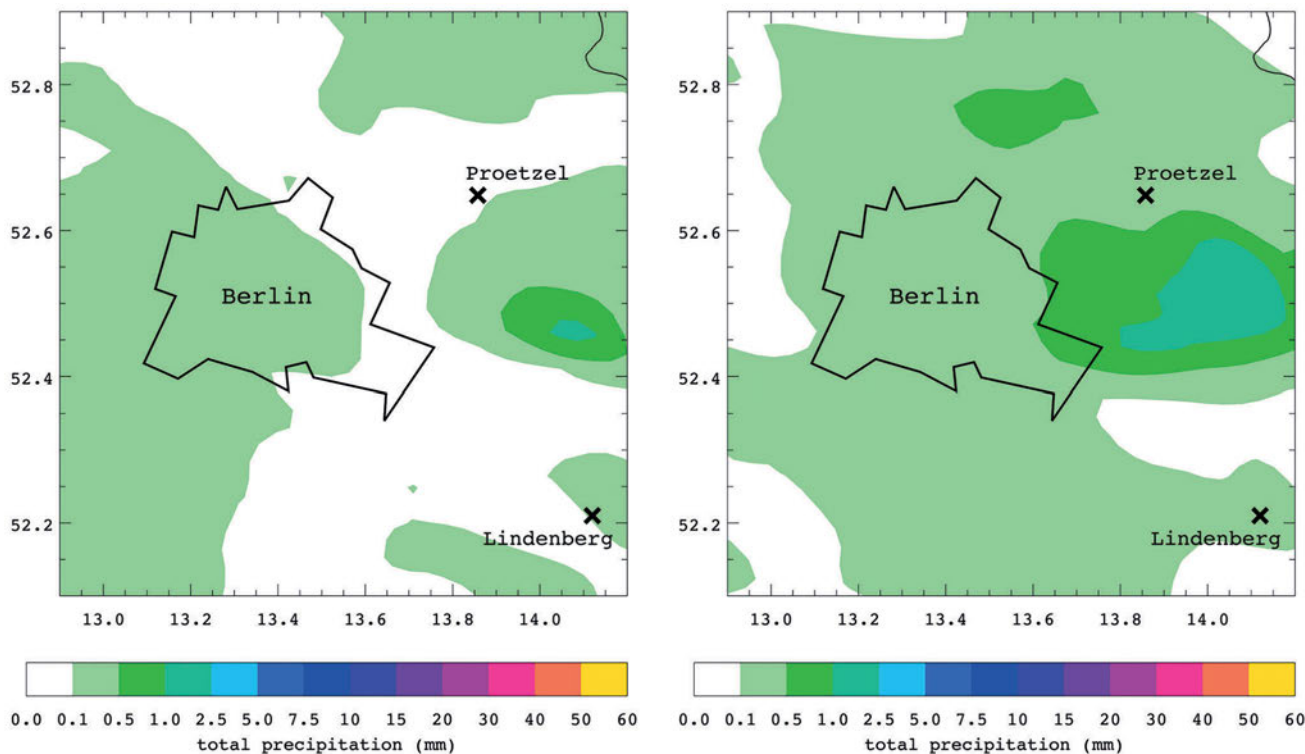 52.8
52.6
52.4
52.2
Proetzel
Berlin
Lindenberg
13.0 13.2 13.4 13.6 13.8 14.0
0.0 0.1 0.5 1.0 2.5 5.0 7.5 10 15 20 30 40 50 60
total precipitation (mm)
52.8
52.6
52.4
52.2
Proetzel
Berlin
Lindenberg
13.0 13.2 13.4 13.6 13.8 14.0
0.0 0.1 0.5 1.0 2.5 5.0 7.5 10 15 20 30 40 50 60
total precipitation (mm)